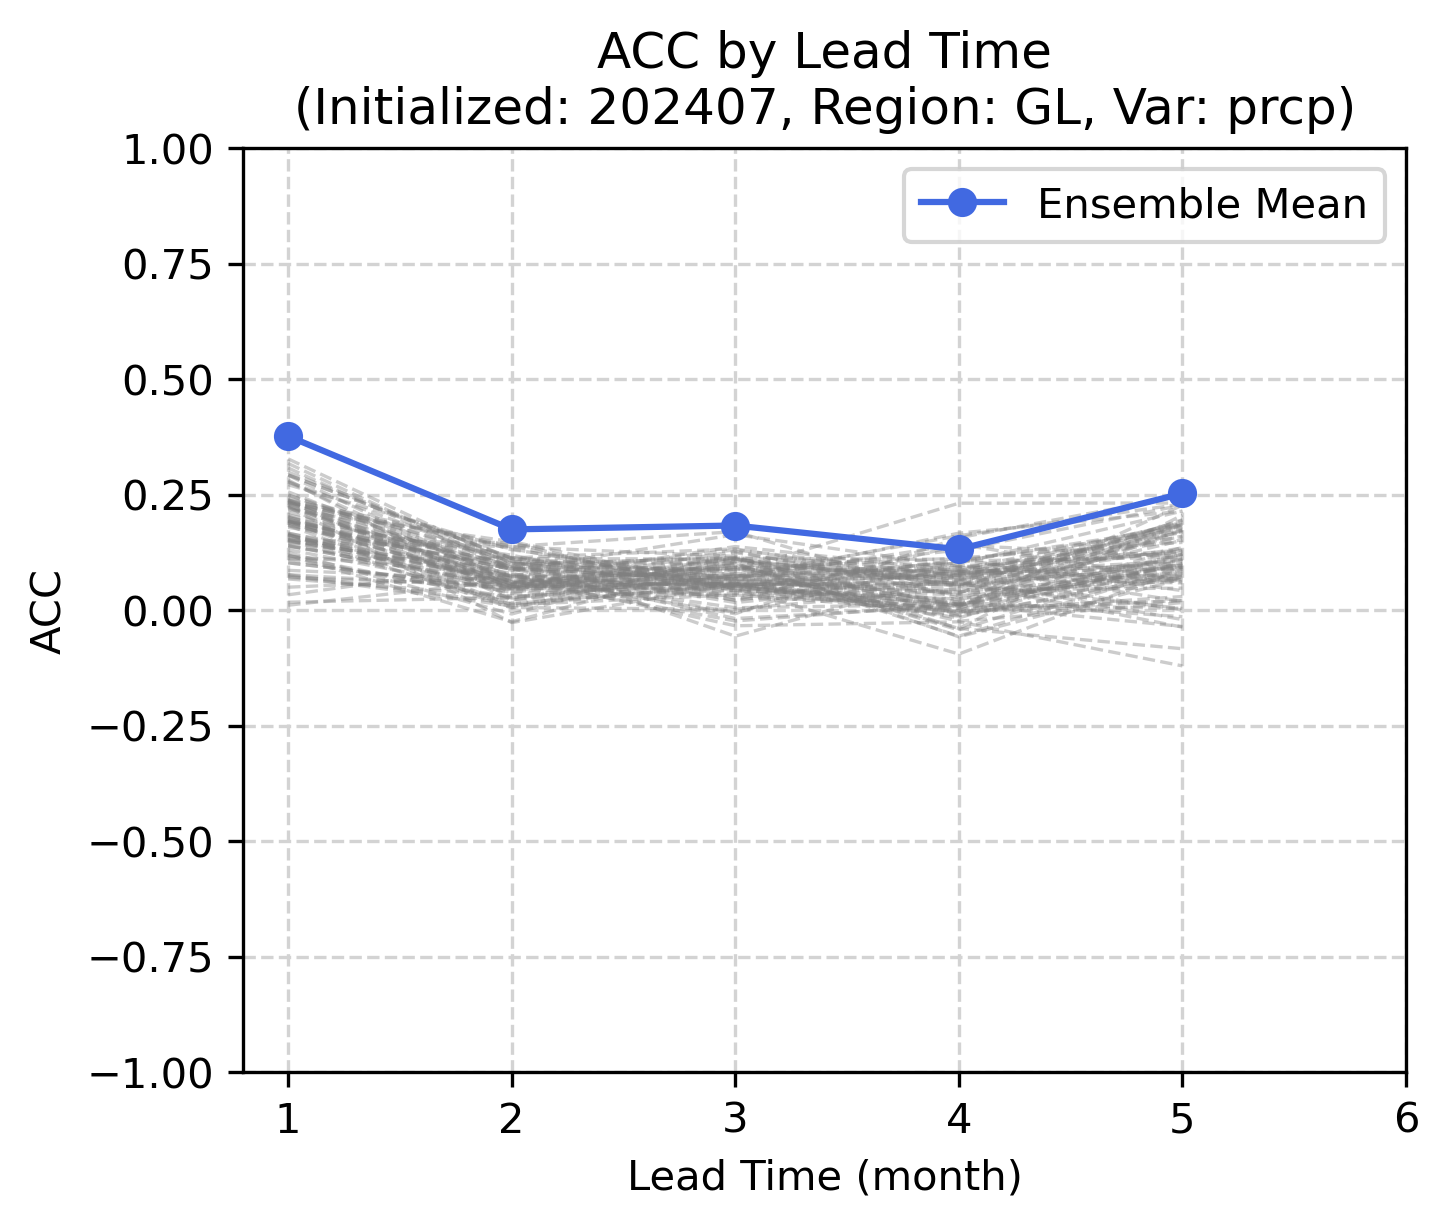 ACC by Lead Time
(Initialized: 202407, Region: GL, Var: prcp)
1.00
Ensemble Mean
0.75
0.50
0.25
0.00
−0.25
−0.50
−0.75
−1.00
ACC
1 2 3 4 5 6
Lead Time (month)